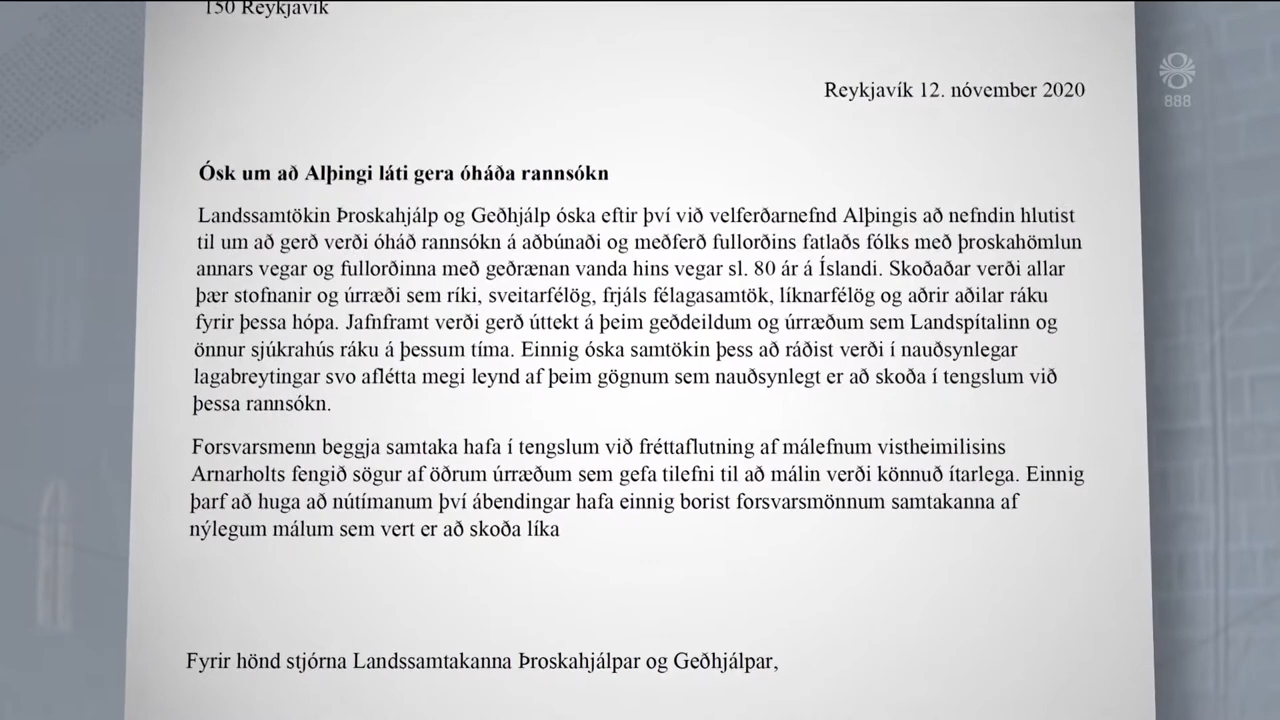 150 Reykjavík
Reykjavík 12. nóvember 2020
888
Ósk um að Alþingi láti gera óháða rannsókn
Landssamtökin Þroskahjálp og Geðhjálp óska eftir því við velferðarnefnd Alþingis að nefndin hlutist
til um að gerð verði óháð rannsókn á aðbúnaði og meðferð fullorðins fatlaðs fólks með þroskahömlun
annars vegar og fullorðinna með geðrænan vanda hins vegar sl. 80 ár á Íslandi. Skoðaðar verði allar
þær stofnanir og úrræði sem ríki, sveitarfélög, frjáls félagasamtök, líknarfélög og aðrir aðilar ráku
fyrir þessa hópa. Jafnframt verði gerð úttekt á þeim geðdeildum og úrræðum sem Landspítalinn og
önnur sjúkrahús ráku á þessum tíma. Einnig óska samtökin þess að ráðist verði í nauðsynlegar
lagabreytingar svo aflétta megi leynd af þeim gögnum sem nauðsynlegt er að skoða í tengslum við
þessa rannsókn.
Forsvarsmenn beggja samtaka hafa í tengslum við fréttaflutning af málefnum vistheimilisins
Arnarholts fengið sögur af öðrum úrræðum sem gefa tilefni til að málin verði könnuð ítarlega. Einnig
þarf að huga að nútímanum því ábendingar hafa einnig borist forsvarsmönnum samtakanna af
nýlegum málum sem vert er að skoða líka
Fyrir hönd stjórna Landssamtakanna Þroskahjálpar og Geðhjálpar,